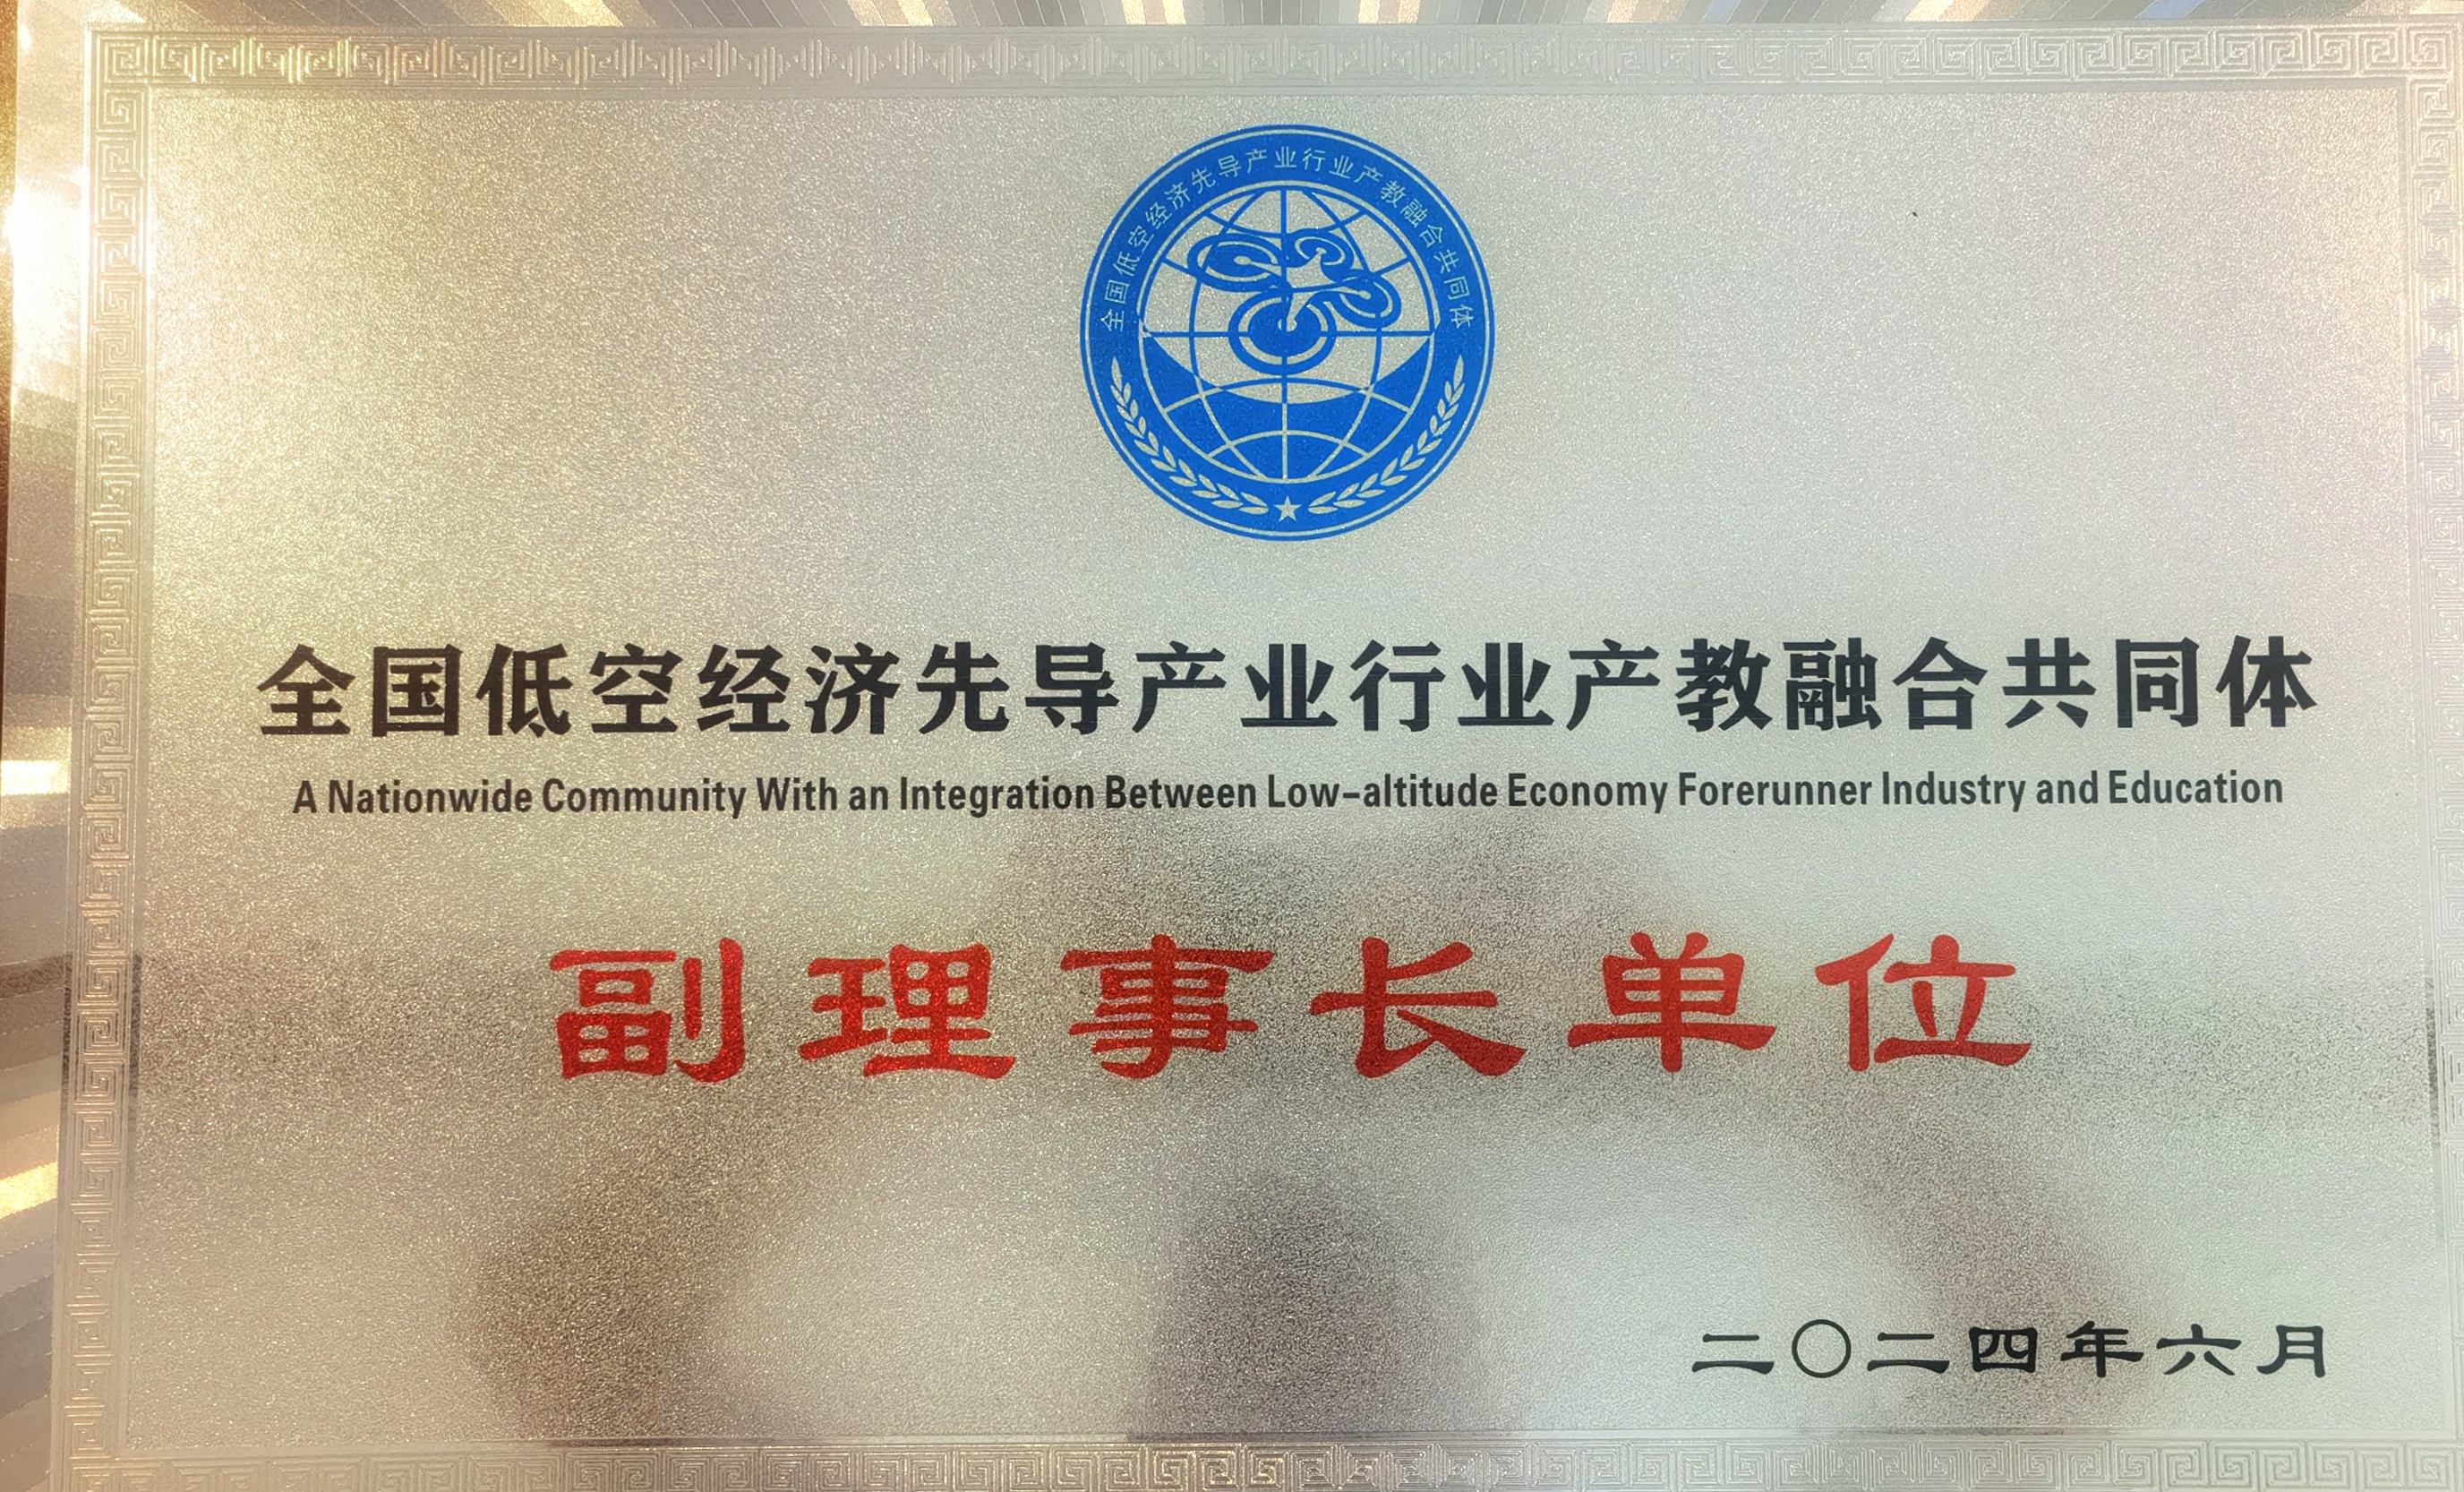 全国低空经济先导产业行业产教融合共同体
全国低空经济先导产业行业产教融合共同体
A Nationwide Community With an Integration Between Low-altitude Economy Forerunner Industry and Education
副理事长单位
二〇二四年六月